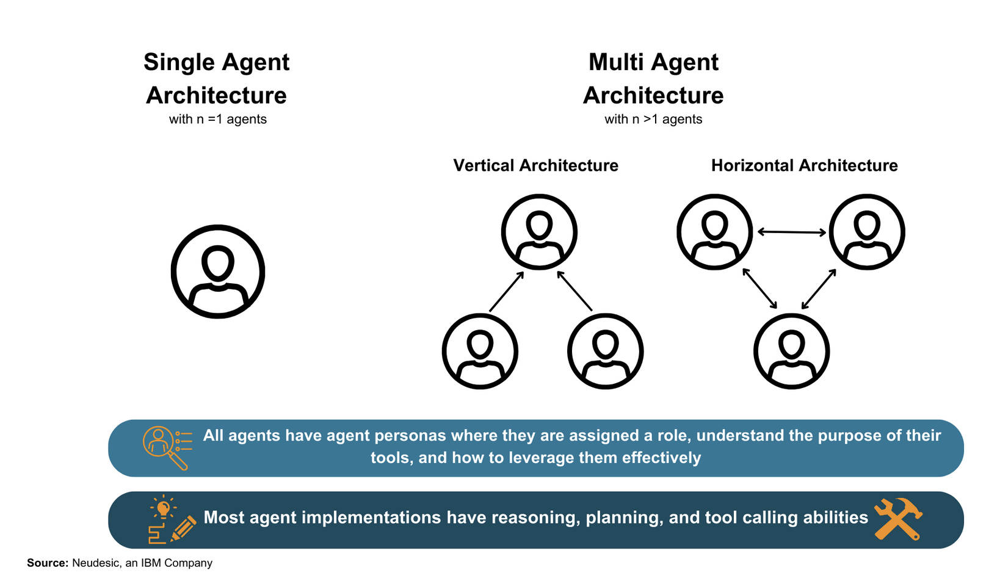 Single Agent
Architecture
with n =1 agents
Multi Agent
Architecture
with n >1 agents
Vertical Architecture
Horizontal Architecture
All agents have agent personas where they are assigned a role, understand the purpose of their
tools, and how to leverage them effectively
Most agent implementations have reasoning, planning, and tool calling abilities
Source: Neudesic, an IBM Company